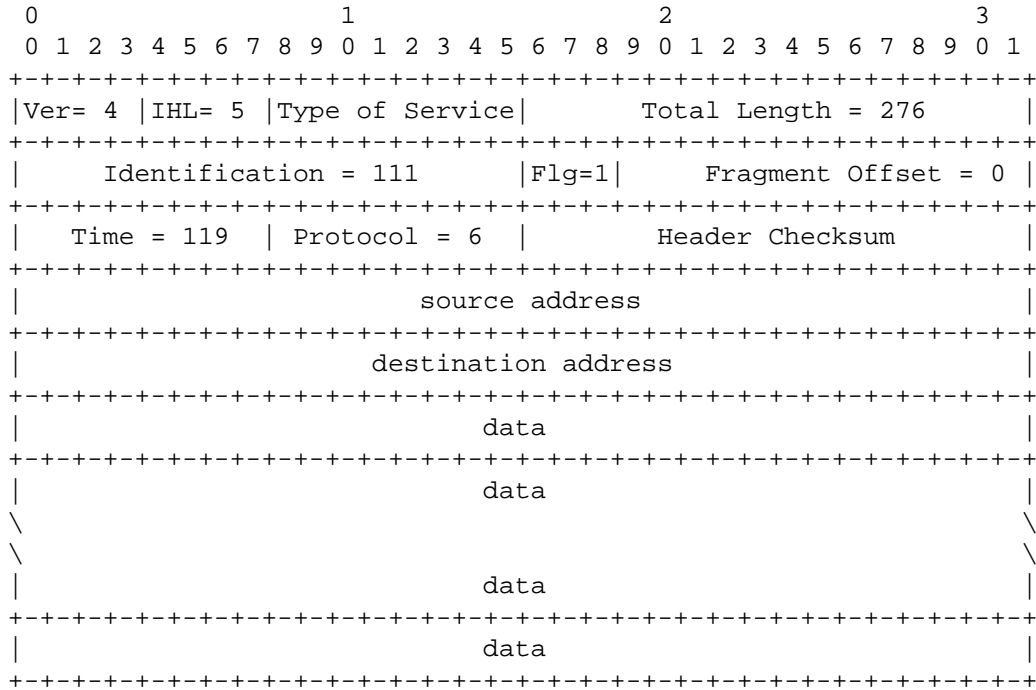 0                   1                   2                   3
0 1 2 3 4 5 6 7 8 9 0 1 2 3 4 5 6 7 8 9 0 1 2 3 4 5 6 7 8 9 0 1
+-+-+-+-+-+-+-+-+-+-+-+-+-+-+-+-+-+-+-+-+-+-+-+-+-+-+-+-+-+-+-+-+
|Ver= 4 |IHL= 5 |Type of Service|        Total Length = 276     |
+-+-+-+-+-+-+-+-+-+-+-+-+-+-+-+-+-+-+-+-+-+-+-+-+-+-+-+-+-+-+-+-+
|     Identification = 111      |Flg=1|     Fragment Offset = 0 |
+-+-+-+-+-+-+-+-+-+-+-+-+-+-+-+-+-+-+-+-+-+-+-+-+-+-+-+-+-+-+-+-+
|   Time = 119  | Protocol = 6  |        Header Checksum        |
+-+-+-+-+-+-+-+-+-+-+-+-+-+-+-+-+-+-+-+-+-+-+-+-+-+-+-+-+-+-+-+-+
|                         source address                        |
+-+-+-+-+-+-+-+-+-+-+-+-+-+-+-+-+-+-+-+-+-+-+-+-+-+-+-+-+-+-+-+-+
|                      destination address                      |
+-+-+-+-+-+-+-+-+-+-+-+-+-+-+-+-+-+-+-+-+-+-+-+-+-+-+-+-+-+-+-+-+
|                             data                              |
+-+-+-+-+-+-+-+-+-+-+-+-+-+-+-+-+-+-+-+-+-+-+-+-+-+-+-+-+-+-+-+-+
|                             data                              |
\                                                               \
\                                                               \
|                             data                              |
+-+-+-+-+-+-+-+-+-+-+-+-+-+-+-+-+-+-+-+-+-+-+-+-+-+-+-+-+-+-+-+-+
|                             data                              |
+-+-+-+-+-+-+-+-+-+-+-+-+-+-+-+-+-+-+-+-+-+-+-+-+-+-+-+-+-+-+-+-+